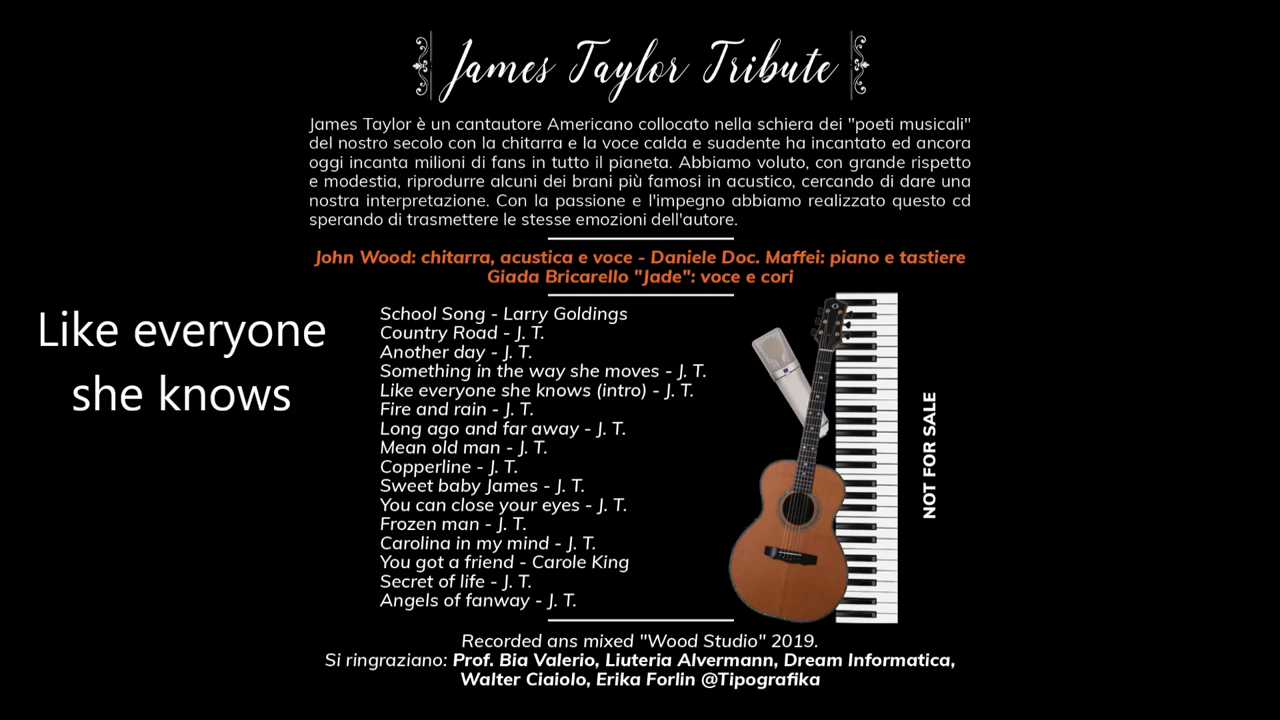 James Taylor Tribute
James Taylor è un cantautore Americano collocato nella schiera dei "poeti musicali"
del nostro secolo con la chitarra e la voce calda e suadente ha incantato ed ancora
oggi incanta milioni di fans in tutto il pianeta. Abbiamo voluto, con grande rispetto
e modestia, riprodurre alcuni dei brani più famosi in acustico, cercando di dare una
nostra interpretazione. Con la passione e l'impegno abbiamo realizzato questo cd
sperando di trasmettere le stesse emozioni dell'autore.
John Wood: chitarra, acustica e voce - Daniele Doc. Maffei: piano e tastiere
Giada Bricarello "Jade": voce e cori
Like everyone
she knows
School Song - Larry Goldings
Country Road - J. T.
Another day - J. T.
Something in the way she moves - J. T.
Like everyone she knows (intro) - J. T.
Fire and rain - J. T.
Long ago and far away - J. T.
Mean old man - J. T.
Copperline - J. T.
Sweet baby James - J. T.
You can close your eyes - J. T.
Frozen man - J. T.
Carolina in my mind - J. T.
You got a friend - Carole King
Secret of life - J. T.
Angels of fanway - J. T.
NOT FOR SALE
Recorded ans mixed "Wood Studio" 2019.
Si ringraziano: Prof. Bia Valerio, Liuteria Alvermann, Dream Informatica,
Walter Ciaiolo, Erika Forlin @Tipografika